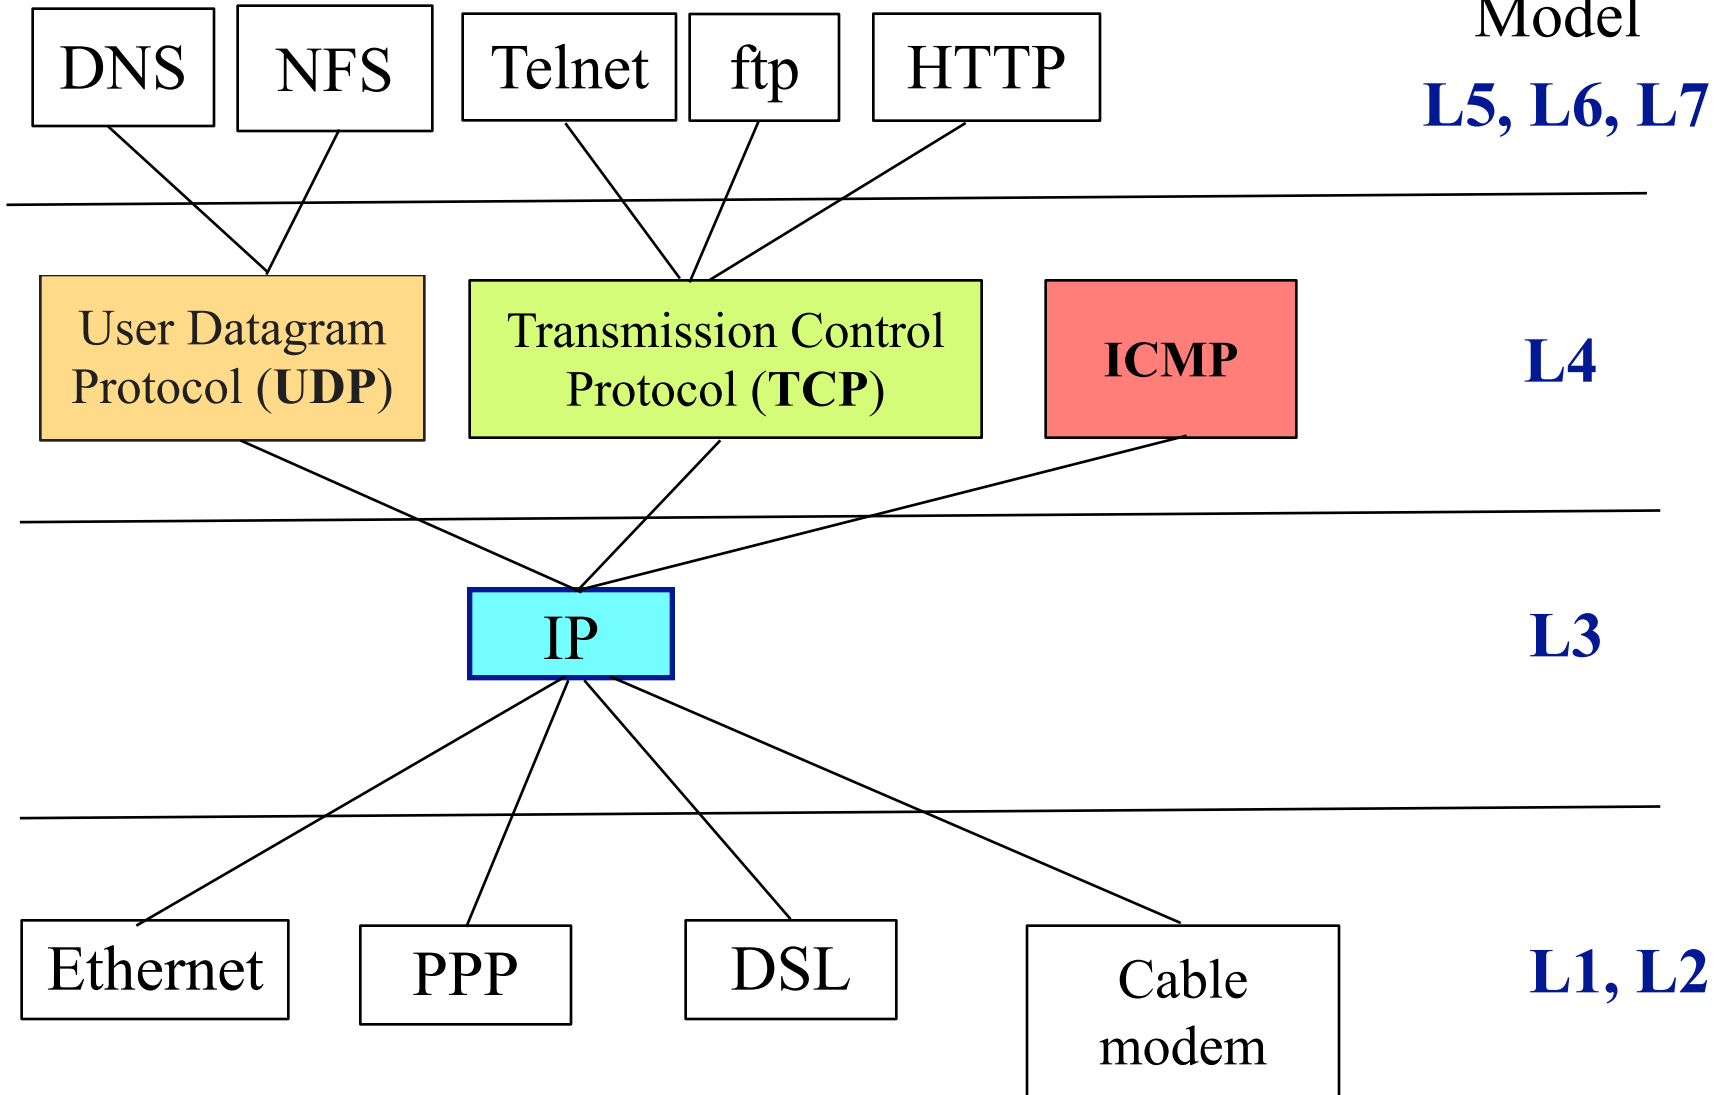 Model
DNS
NFS
Telnet
ftp
HTTP
L5, L6, L7
User Datagram
Protocol (UDP)
Transmission Control
Protocol (TCP)
ICMP
L4
IP
L3
Ethernet
PPP
DSL
Cable
modem
L1, L2